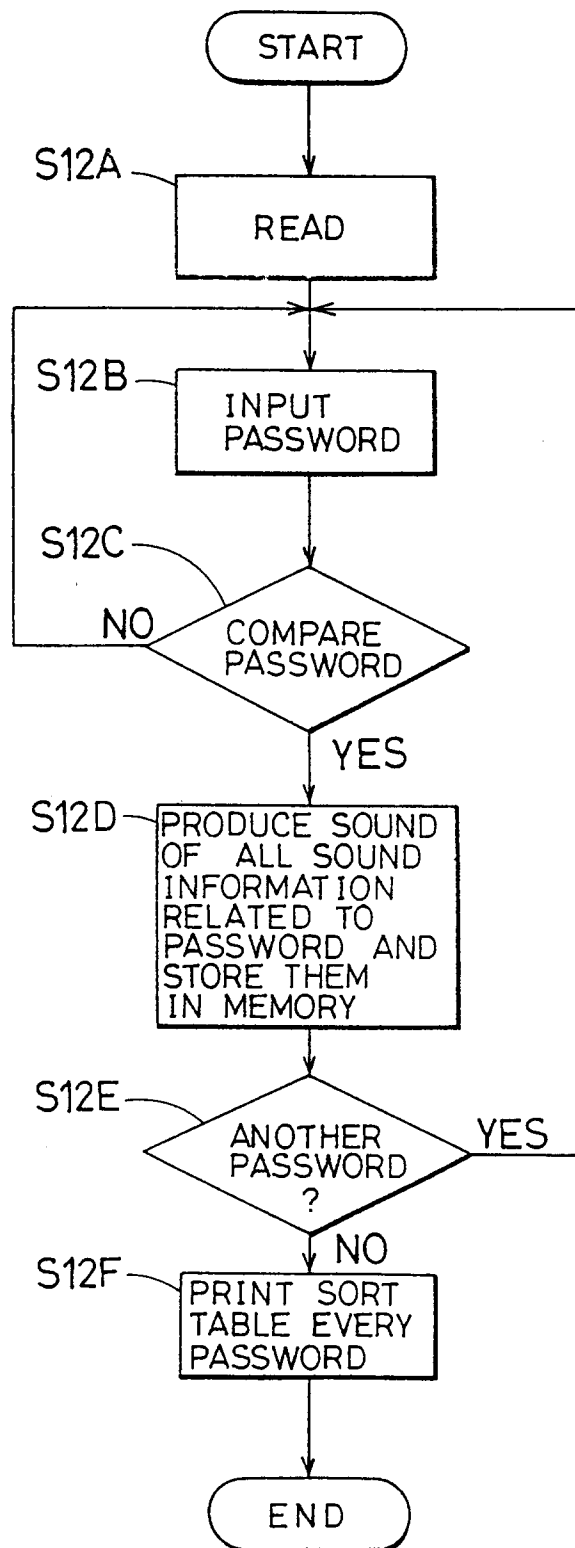 START
S12A
READ
S12B
INPUT
PASSWORD
S12C
NO
COMPARE
PASSWORD
YES
S12D
PRODUCE SOUND
OF ALL SOUND
INFORMATION
RELATED TO
PASSWORD AND
STORE THEM
IN MEMORY
S12E
ANOTHER
PASSWORD
?
YES
NO
S12F
PRINT SORT
TABLE EVERY
PASSWORD
END